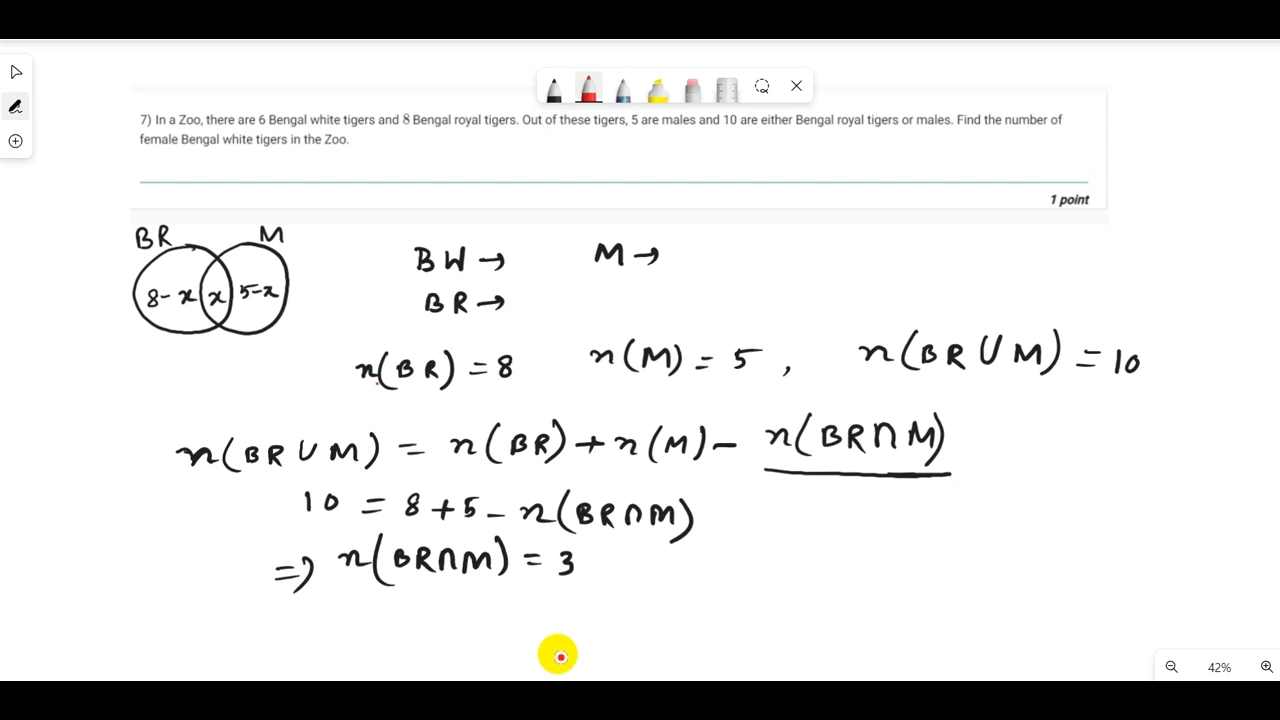 7) In a Zoo, there are 6 Bengal white tigers and 8 Bengal royal tigers. Out of these tigers, 5 are males and 10 are either Bengal royal tigers or males. Find the number of
female Bengal white tigers in the Zoo.
1 point
BR M
8-x x 5-x
BW → M →
BR →
n(BR) = 8 n(M) = 5 , n(BR ∪ M) = 10
n(BR ∪ M) = n(BR) + n(M) - n(BR ∩ M)
10 = 8 + 5 - n(BR ∩ M)
=> n(BR ∩ M) = 3
42%